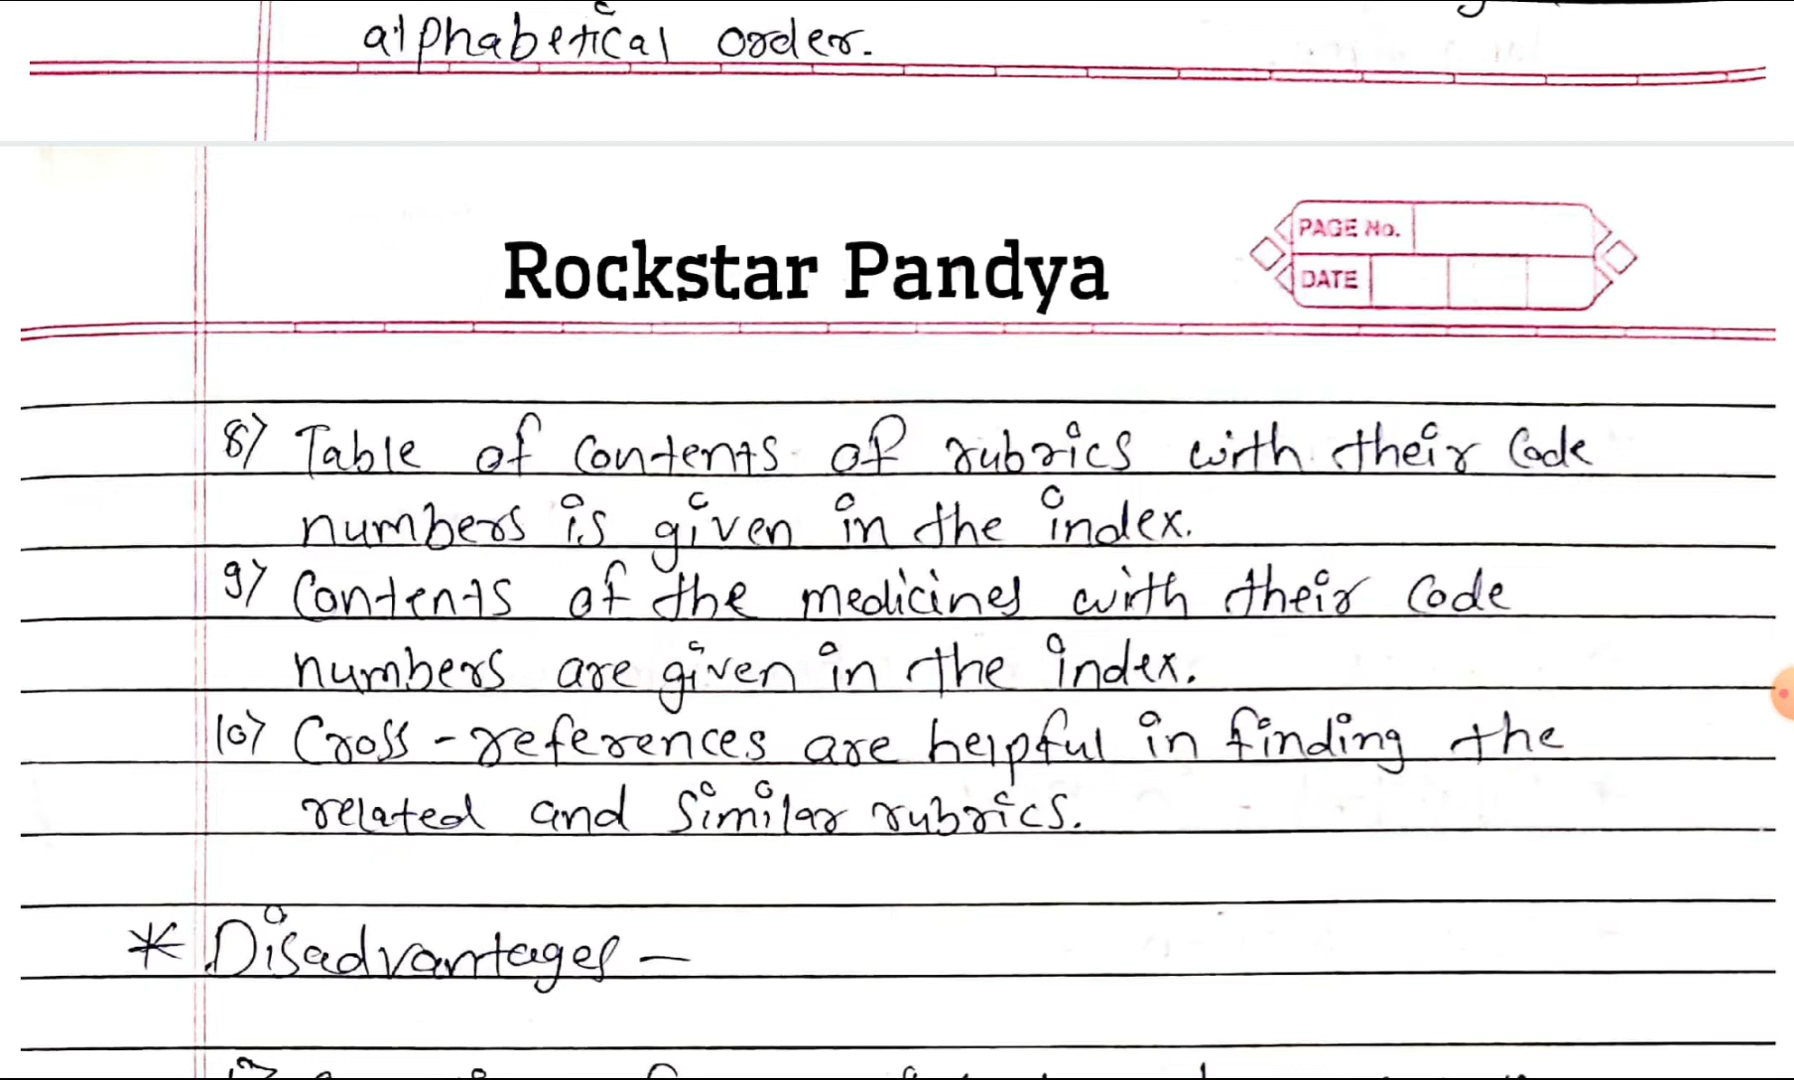 alphabetical order.
Rockstar Pandya
PAGE No.
DATE
8) Table of contents of rubrics with their code
numbers is given in the index.
9) Contents of the medicines with their code
numbers are given in the index.
10) Cross-references are helpful in finding the
related and similar rubrics.
* Disadvantages -